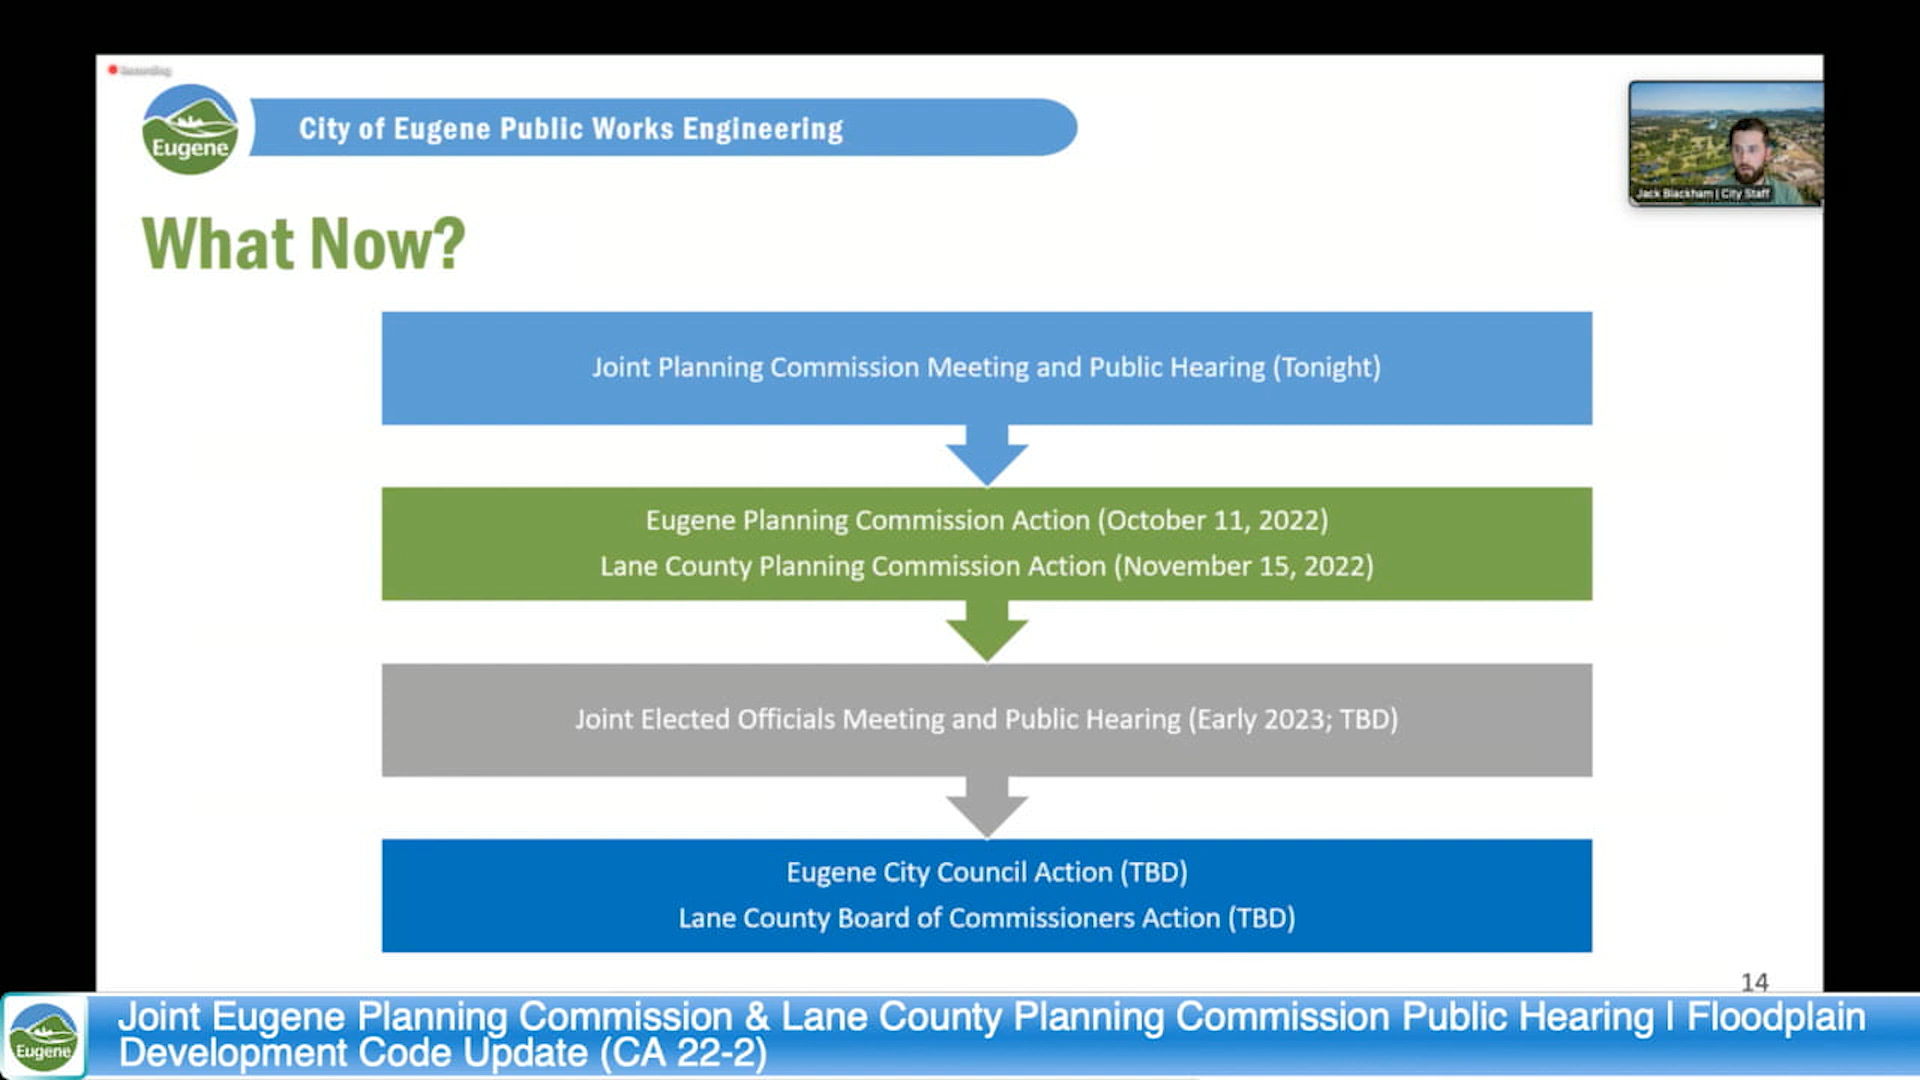 Recording
Eugene
City of Eugene Public Works Engineering
Jack Blackham | City Staff
What Now?
Joint Planning Commission Meeting and Public Hearing (Tonight)
Eugene Planning Commission Action (October 11, 2022)
Lane County Planning Commission Action (November 15, 2022)
Joint Elected Officials Meeting and Public Hearing (Early 2023; TBD)
Eugene City Council Action (TBD)
Lane County Board of Commissioners Action (TBD)
14
Eugene
Joint Eugene Planning Commission & Lane County Planning Commission Public Hearing | Floodplain
Development Code Update (CA 22-2)